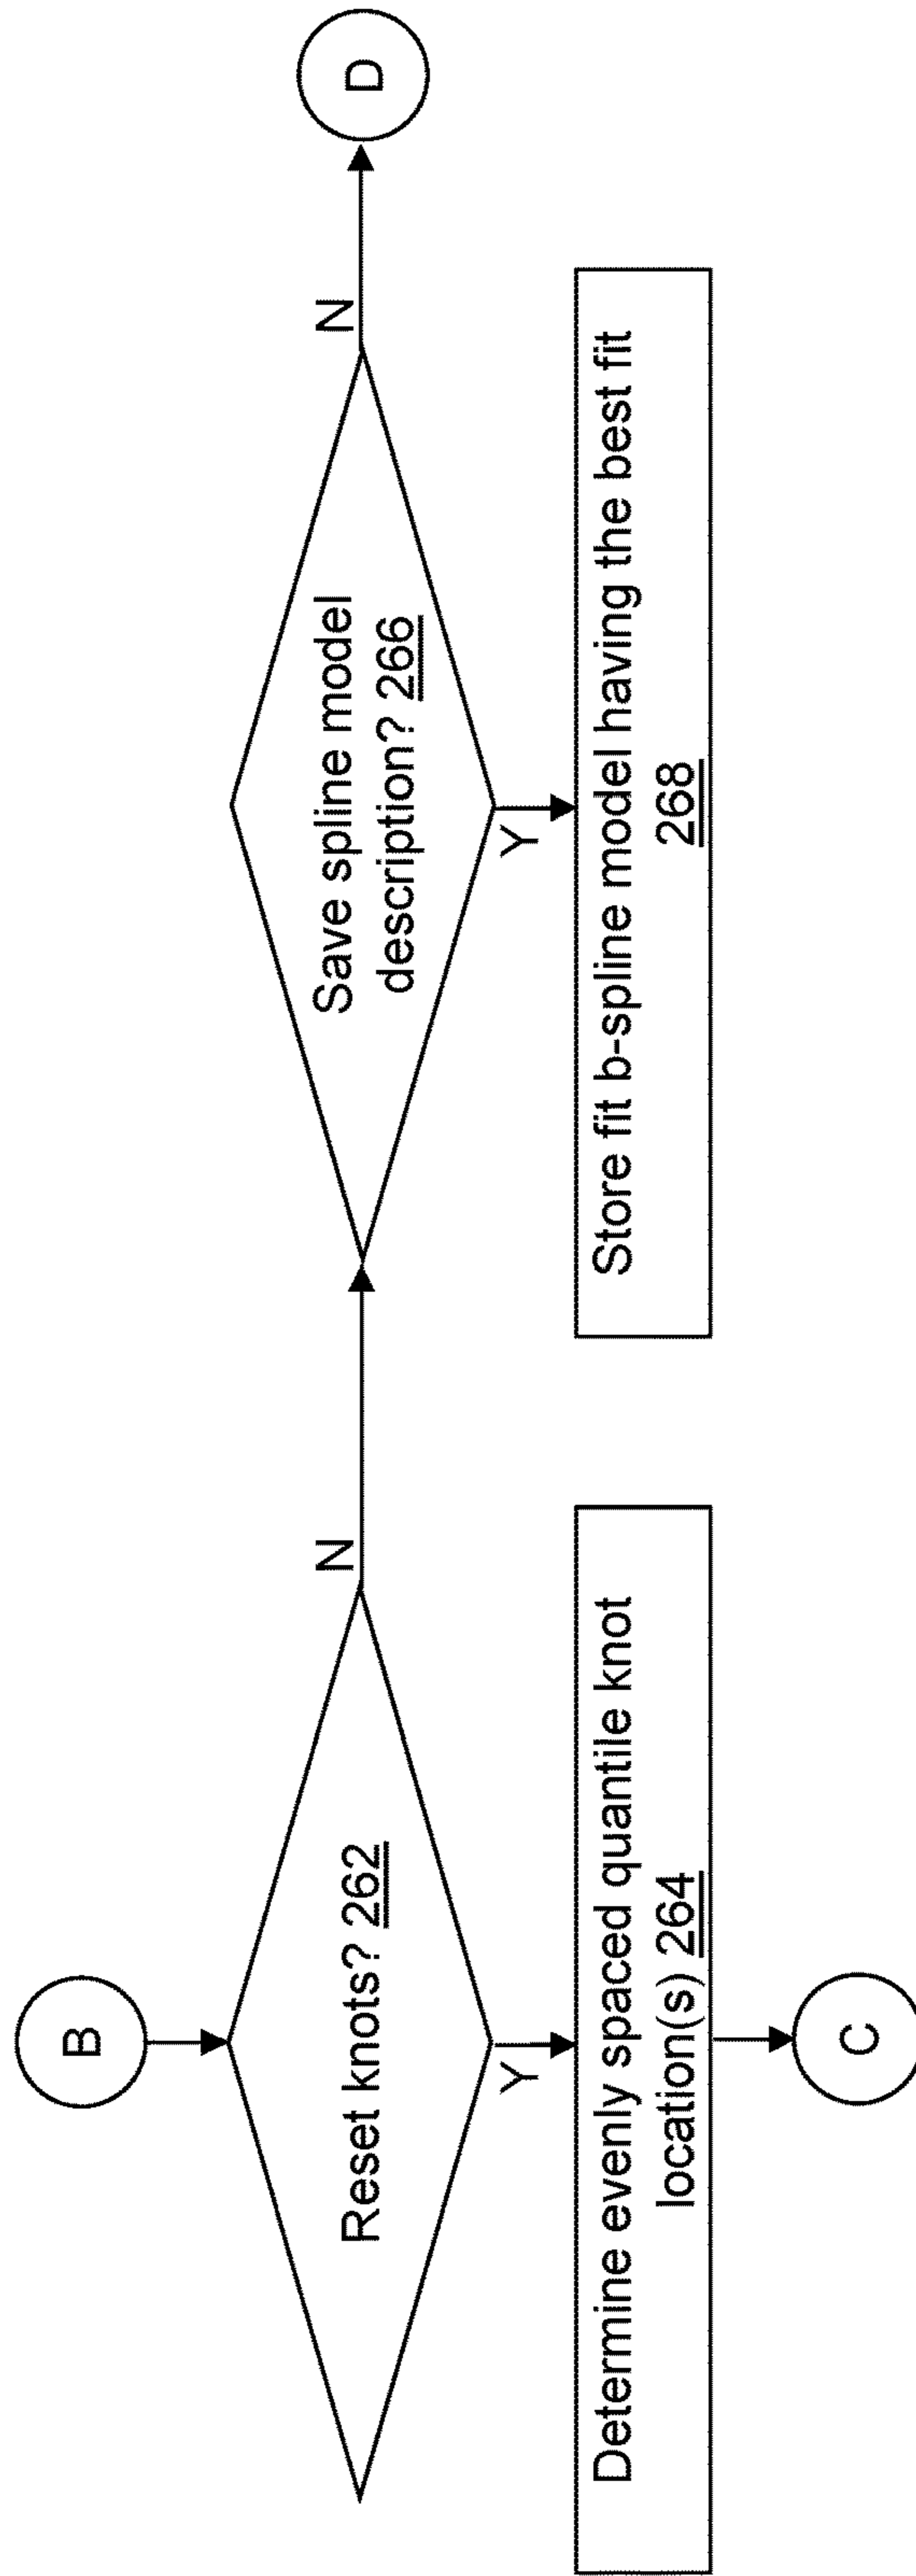 B
Reset knots? 262
N
Y
Determine evenly spaced quantile knot
location(s) 264
C
Save spline model
description? 266
N
D
Y
Store fit b-spline model having the best fit
268